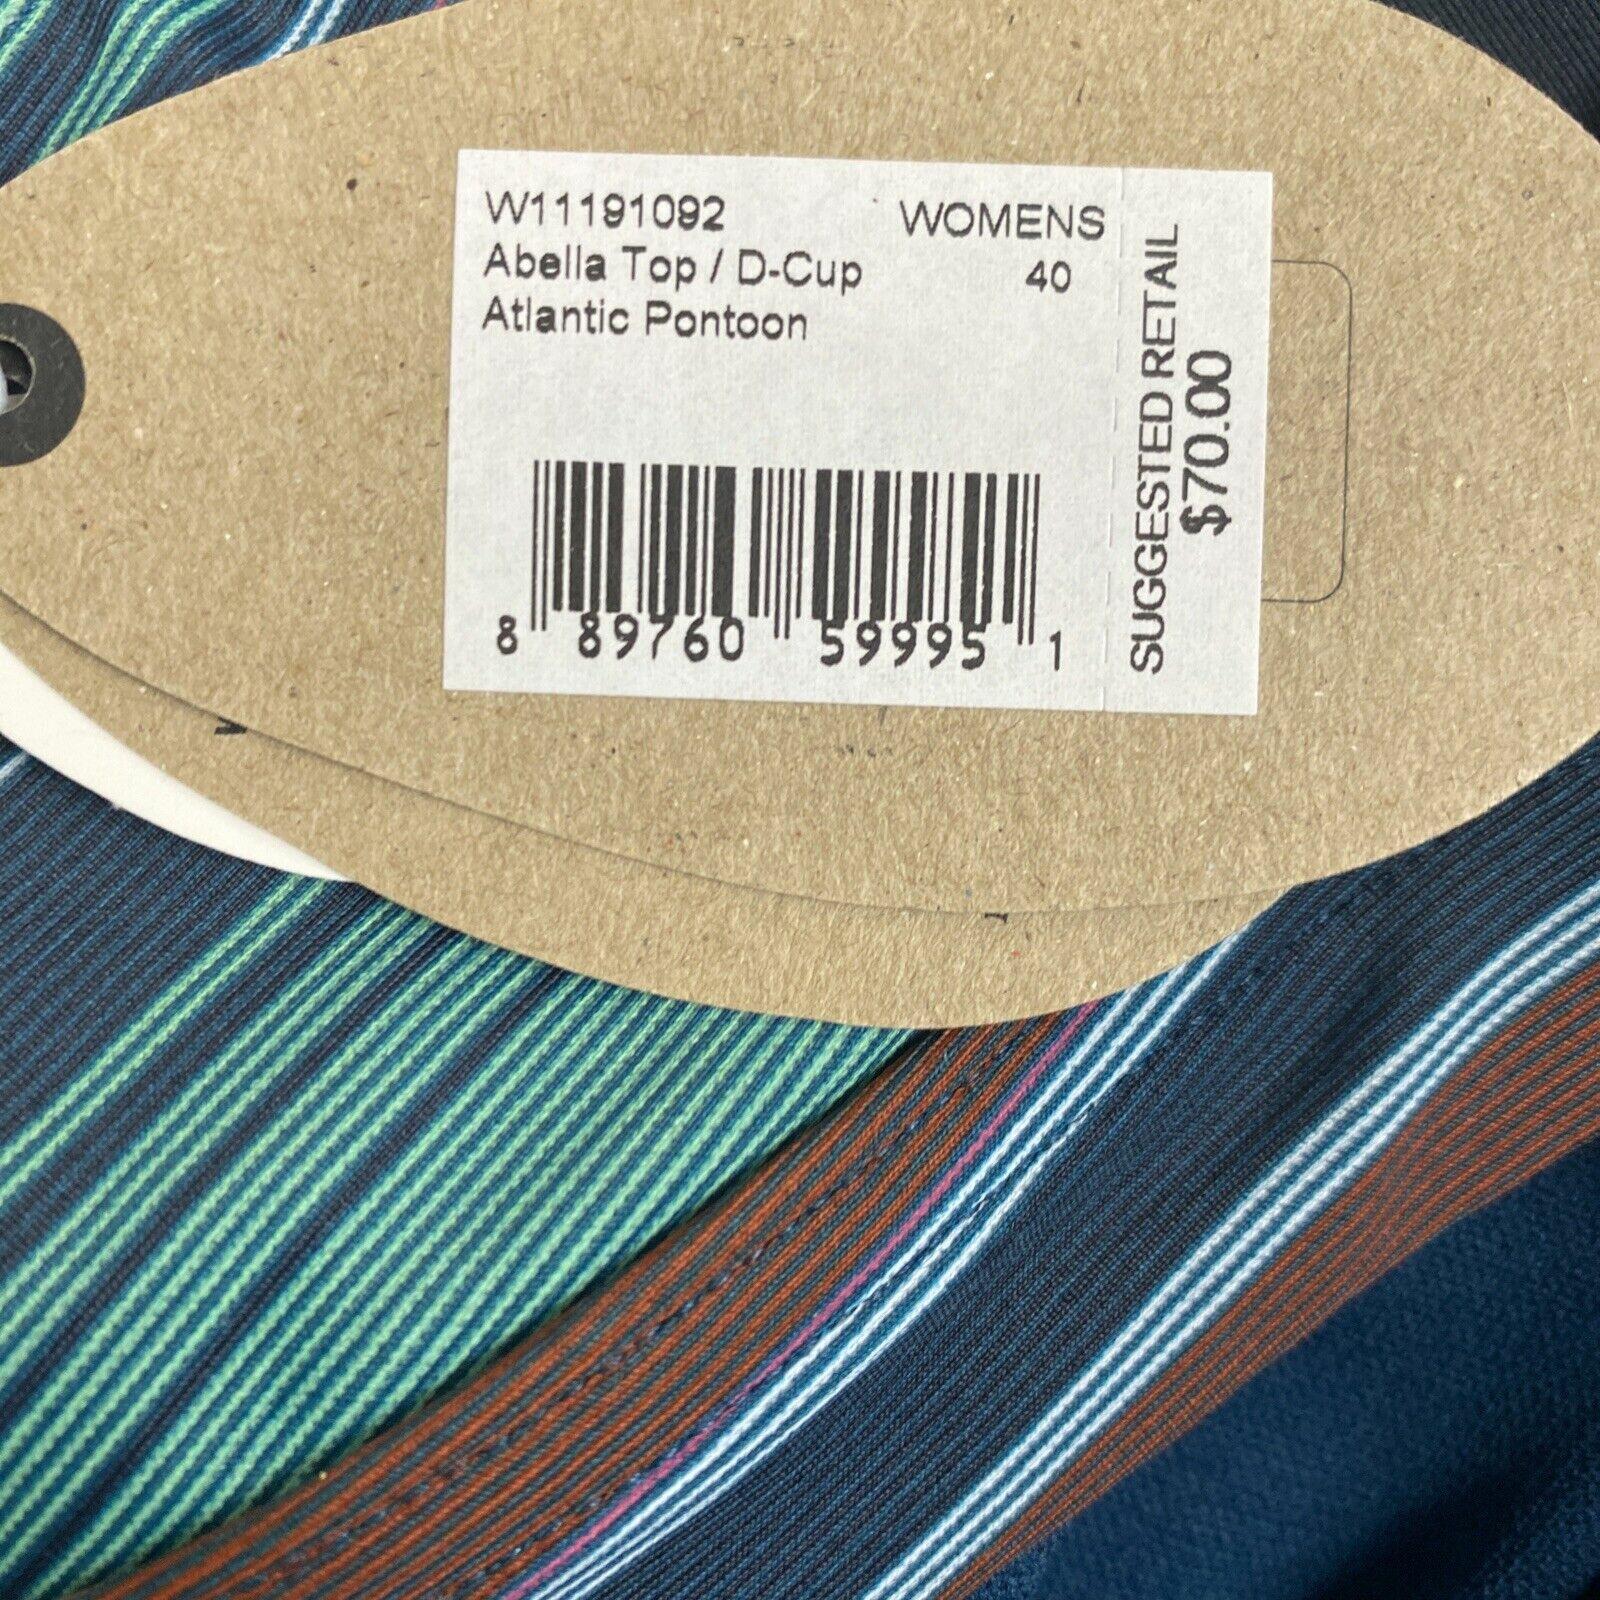 W11191092
WOMENS
Abella Top / D-Cup
40
Atlantic Pontoon
8 89760 59995 1
SUGGESTED RETAIL
$70.00